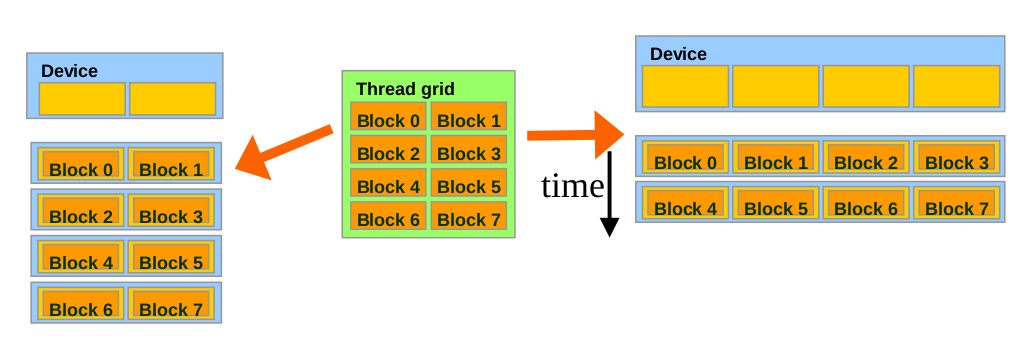 Device
Block 0 Block 1
Block 2 Block 3
Block 4 Block 5
Block 6 Block 7
Thread grid
Block 0 Block 1
Block 2 Block 3
Block 4 Block 5
Block 6 Block 7
time
Device
Block 0 Block 1 Block 2 Block 3
Block 4 Block 5 Block 6 Block 7